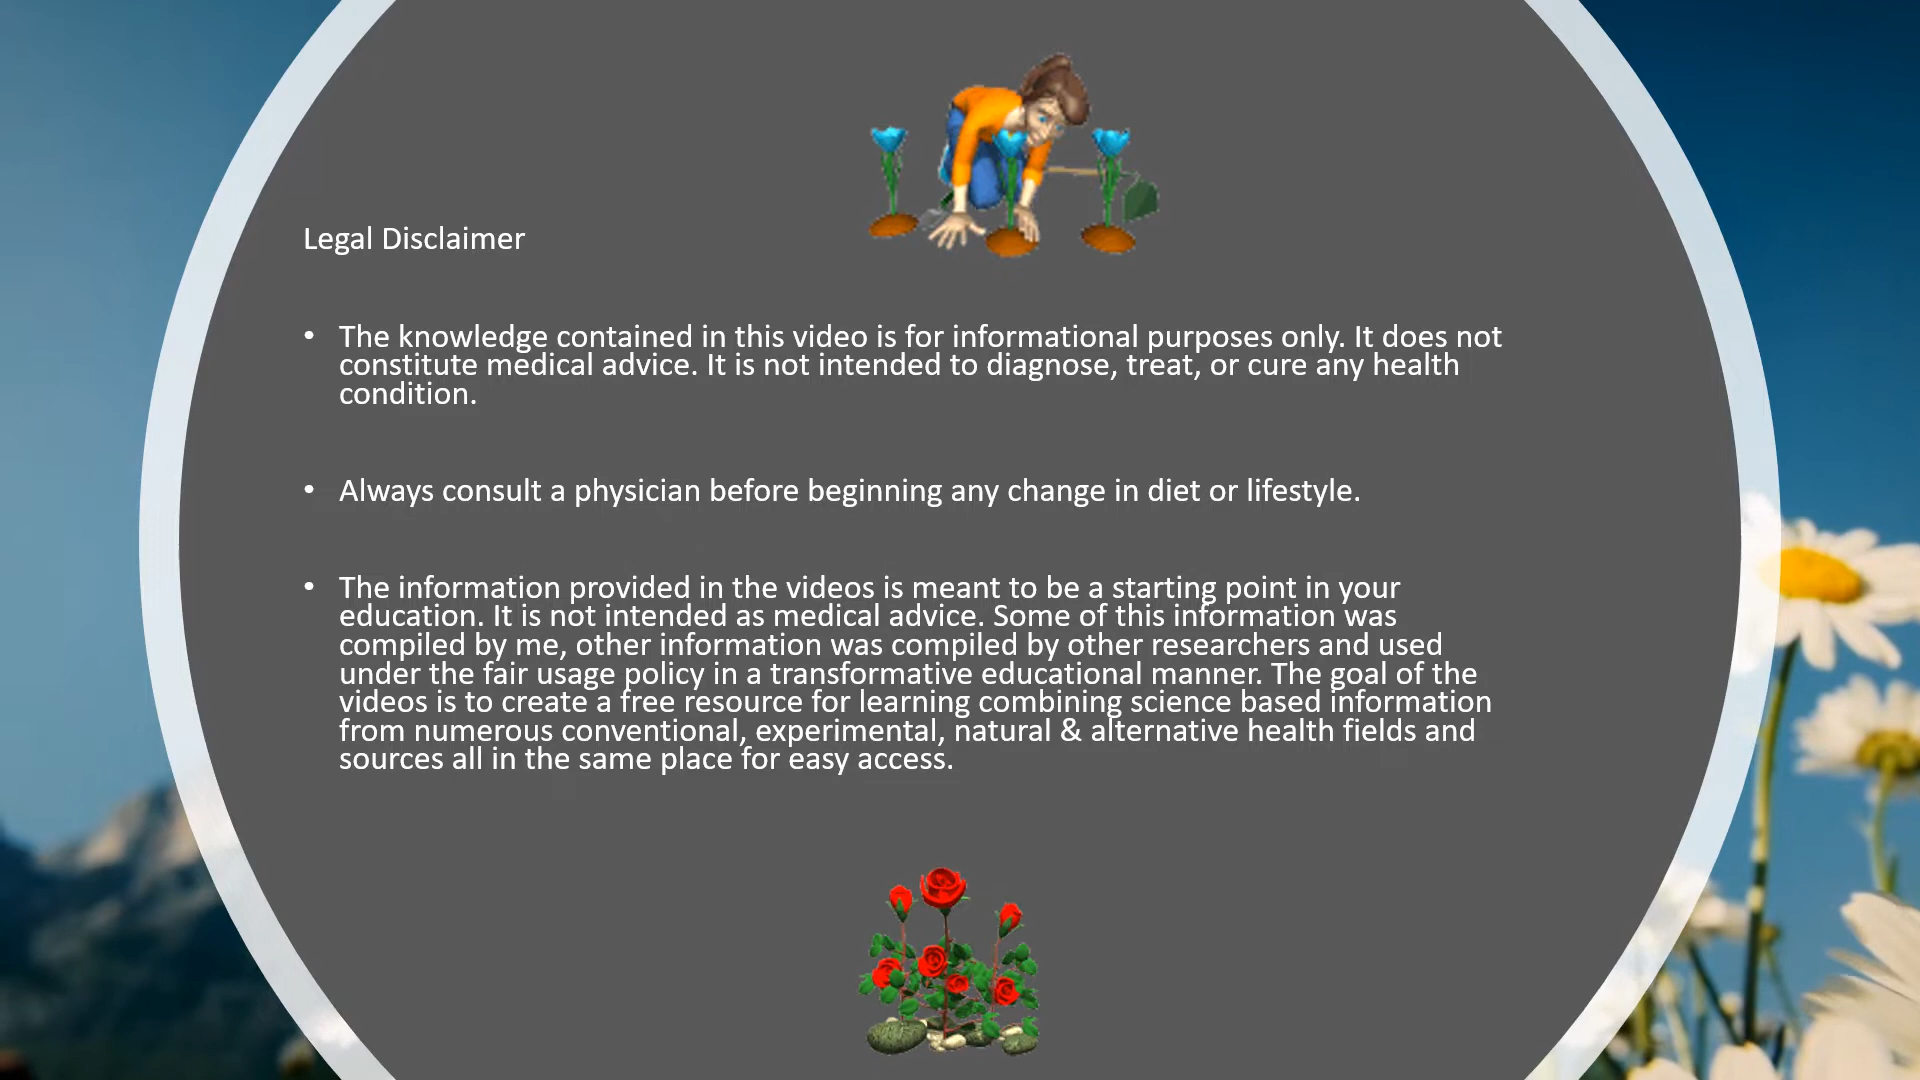 Legal Disclaimer
• The knowledge contained in this video is for informational purposes only. It does not
constitute medical advice. It is not intended to diagnose, treat, or cure any health
condition.
• Always consult a physician before beginning any change in diet or lifestyle.
• The information provided in the videos is meant to be a starting point in your
education. It is not intended as medical advice. Some of this information was
compiled by me, other information was compiled by other researchers and used
under the fair usage policy in a transformative educational manner. The goal of the
videos is to create a free resource for learning combining science based information
from numerous conventional, experimental, natural & alternative health fields and
sources all in the same place for easy access.